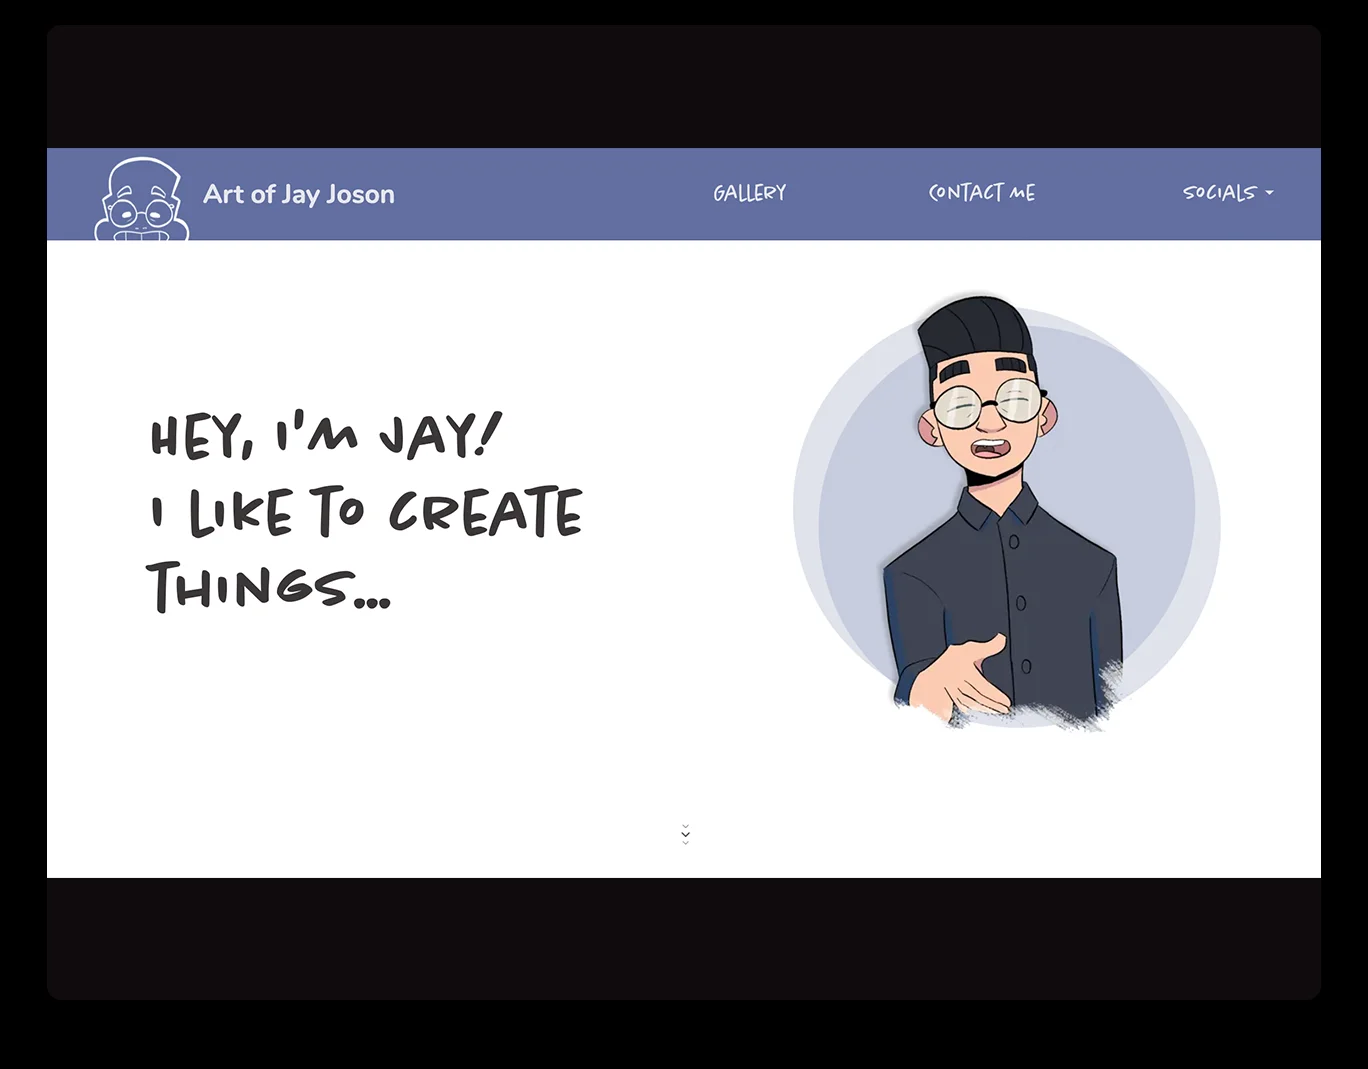 Art of Jay Joson
GALLERY
CONTACT ME
SOCIALS
HEY, I'M JAY!
I LIKE TO CREATE
THINGS...